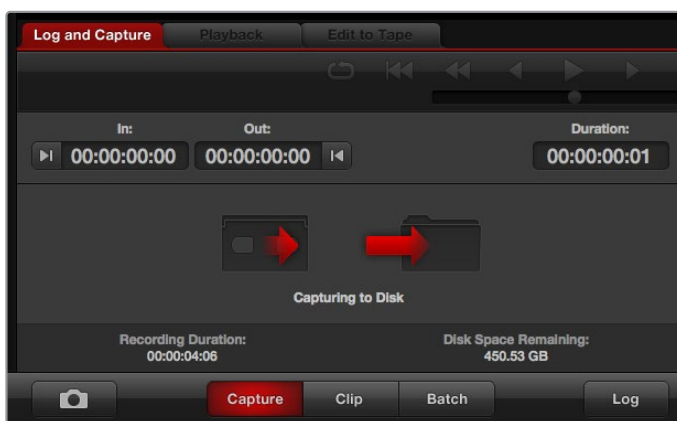 Log and Capture Playback Edit to Tape
In: Out: Duration:
00:00:00:00 00:00:00:00 00:00:00:01
Capturing to Disk
Recording Duration: Disk Space Remaining:
00:00:04:06 450.53 GB
Capture Clip Batch Log